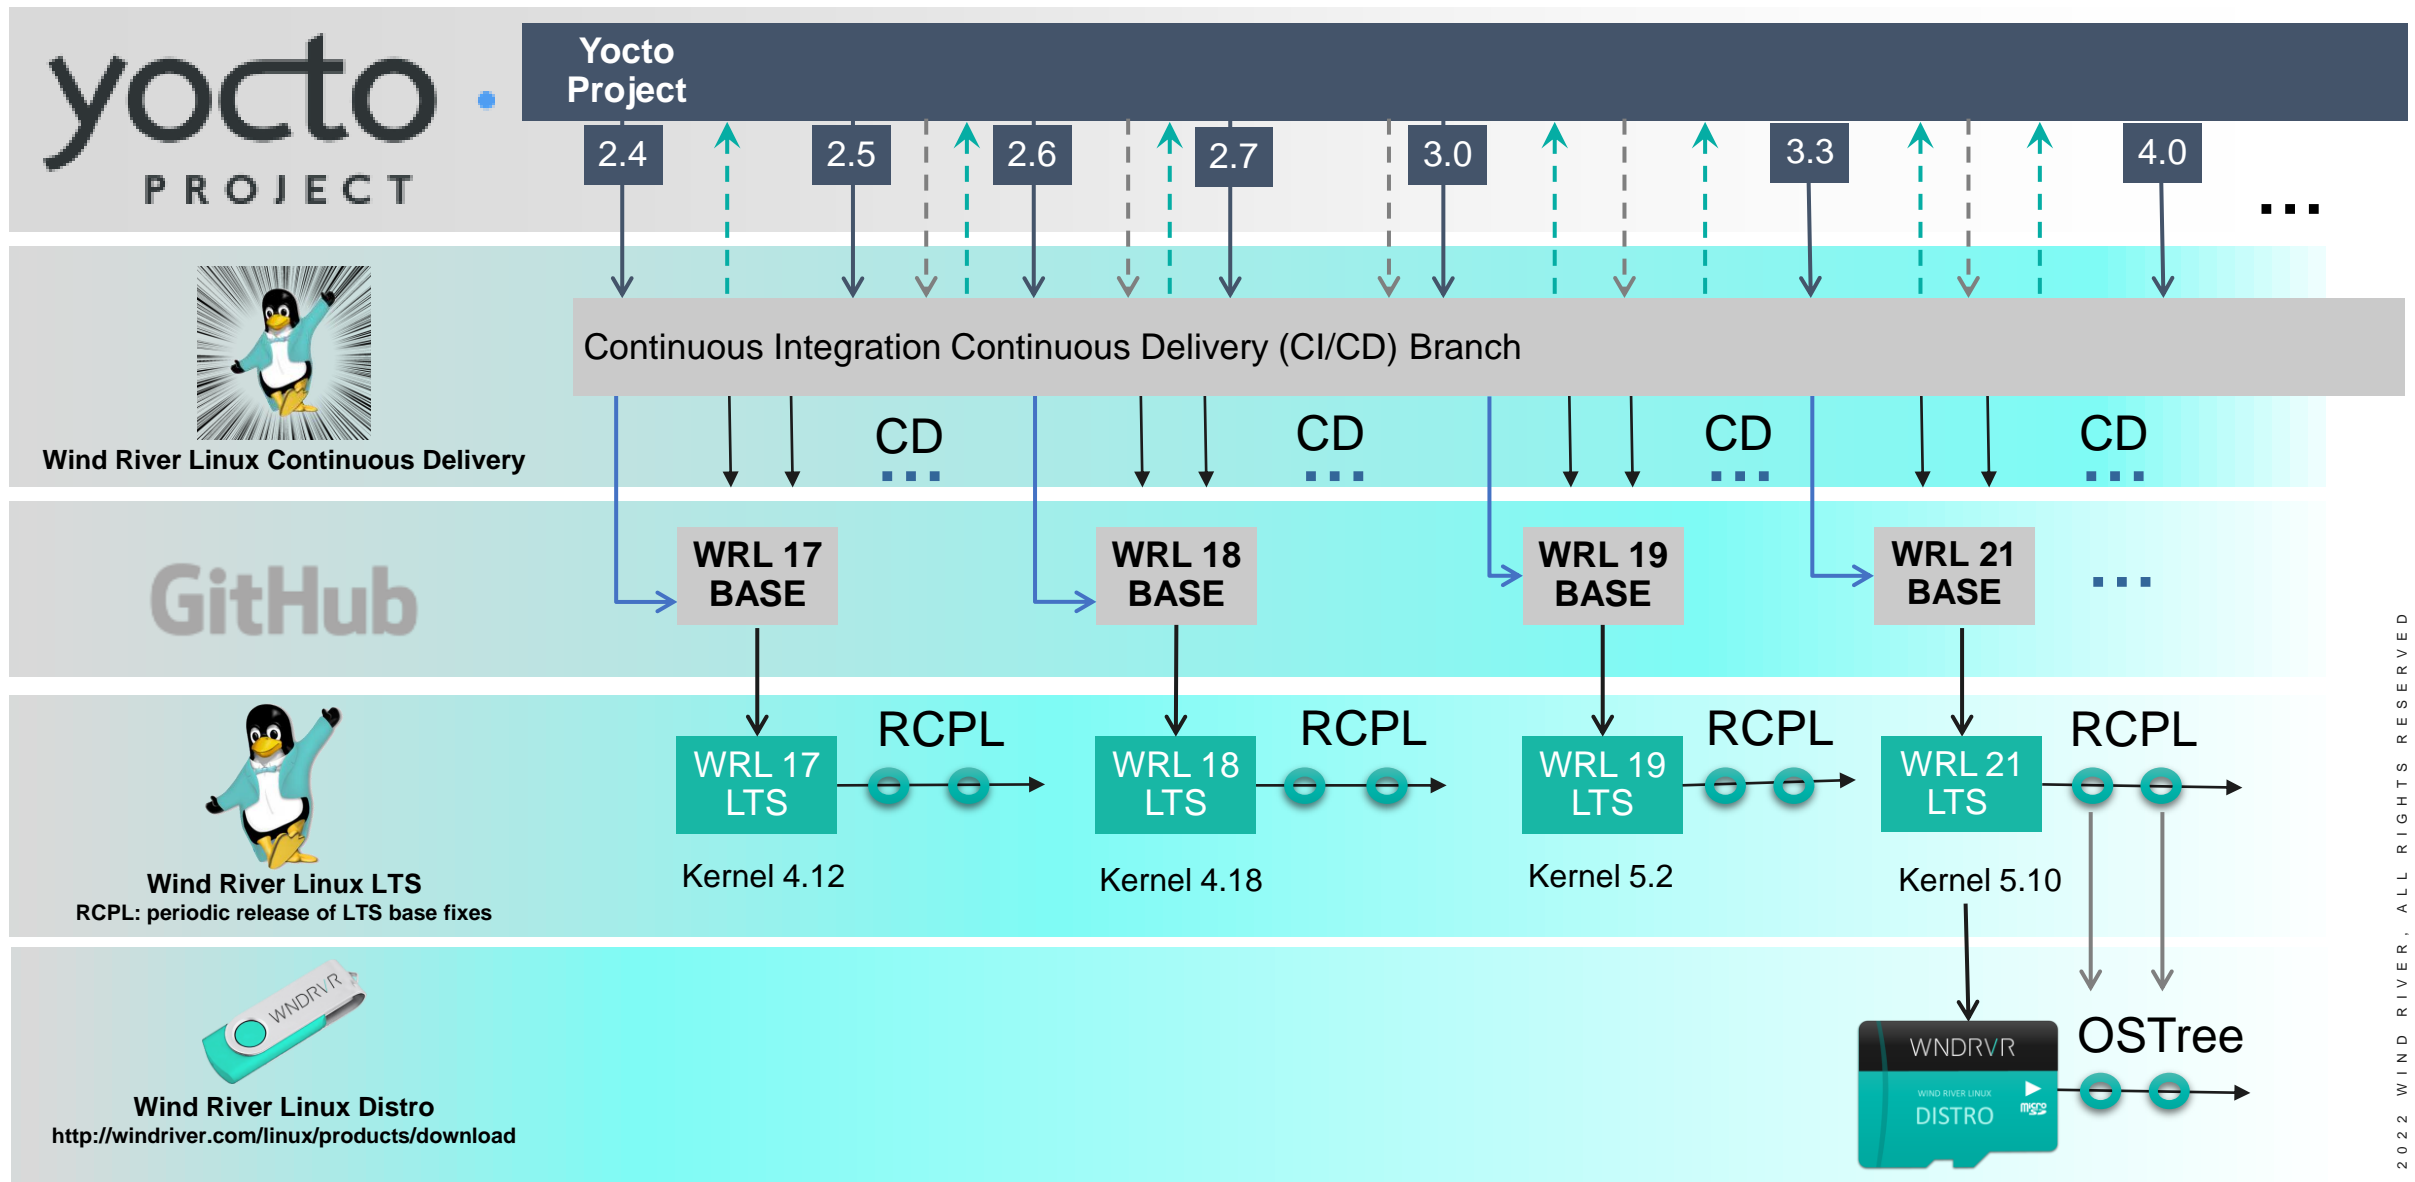 yocto
PROJECT
Yocto
Project
2.4
2.5
2.6
2.7
3.0
3.3
4.0
...
Continuous Integration Continuous Delivery (CI/CD) Branch
Wind River Linux Continuous Delivery
CD
...
CD
...
CD
...
CD
...
GitHub
WRL 17
BASE
WRL 18
BASE
WRL 19
BASE
WRL 21
BASE
...
Wind River Linux LTS
RCPL: periodic release of LTS base fixes
WRL 17
LTS
RCPL
Kernel 4.12
WRL 18
LTS
RCPL
Kernel 4.18
WRL 19
LTS
RCPL
Kernel 5.2
WRL 21
LTS
RCPL
Kernel 5.10
WNDRVR
Wind River Linux Distro
http://windriver.com/linux/products/download
WNDRVR
WIND RIVER LINUX
DISTRO
micro
SD
OSTree
2022 WIND RIVER, ALL RIGHTS RESERVED